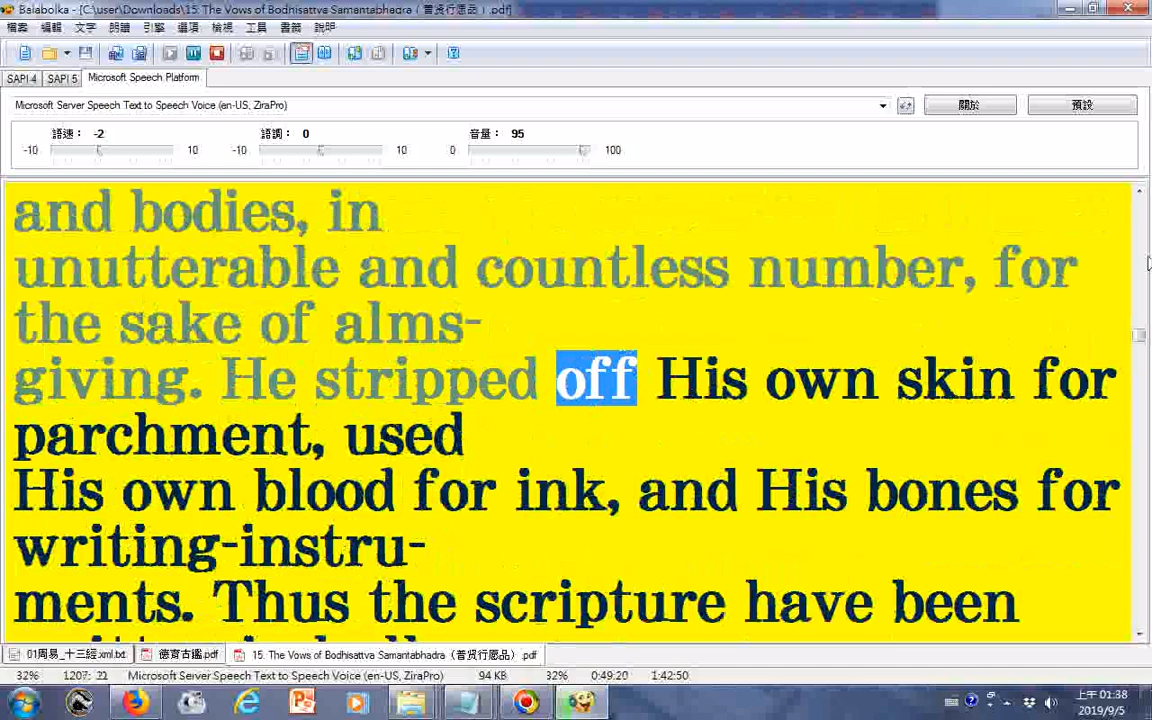 Balabolka - [C:\user\Downloads\15. The Vows of Bodhisattva Samantabhadra（普賢行愿品）.pdf]
檔案 編輯 文字 朗讀 引擎 選項 檢視 工具 書籤 說明
SAPI 4 SAPI 5 Microsoft Speech Platform
Microsoft Server Speech Text to Speech Voice (en-US, ZiraPro) 關於 預設
語速： -2 語調： 0 音量： 95
-10 10 -10 10 0 100
and bodies, in
unutterable and countless number, for
the sake of alms-
giving. He stripped off His own skin for
parchment, used
His own blood for ink, and His bones for
writing-instru-
ments. Thus the scripture have been
01周易_十三經.xml.txt 德育古鑑.pdf 15. The Vows of Bodhisattva Samantabhadra（普賢行愿品）.pdf
32% 1207: 21 Microsoft Server Speech Text to Speech Voice (en-US, ZiraPro) 94 KB 32% 0:49:20 1:42:50
上午 01:38
2019/9/5